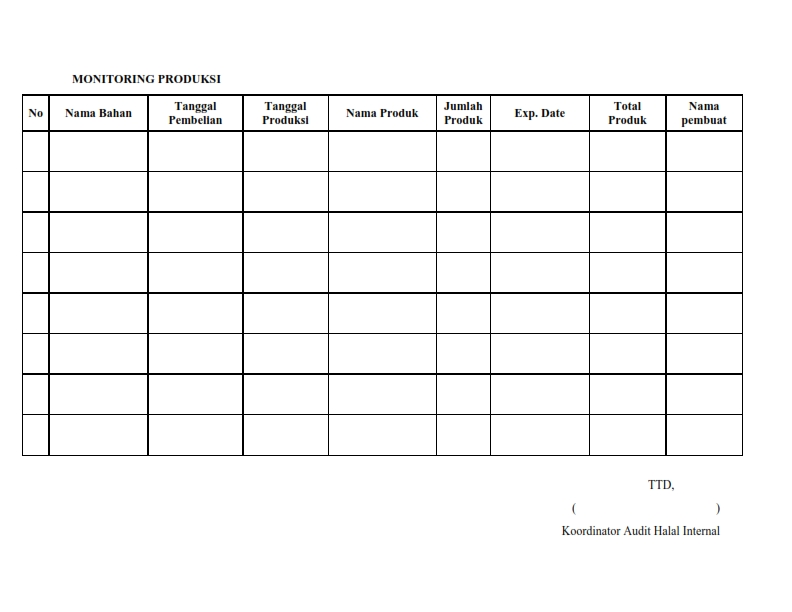 MONITORING PRODUKSI
No Nama Bahan Tanggal Pembelian Tanggal Produksi Nama Produk Jumlah Produk Exp. Date Total Produk Nama pembuat
TTD,
( )
Koordinator Audit Halal Internal